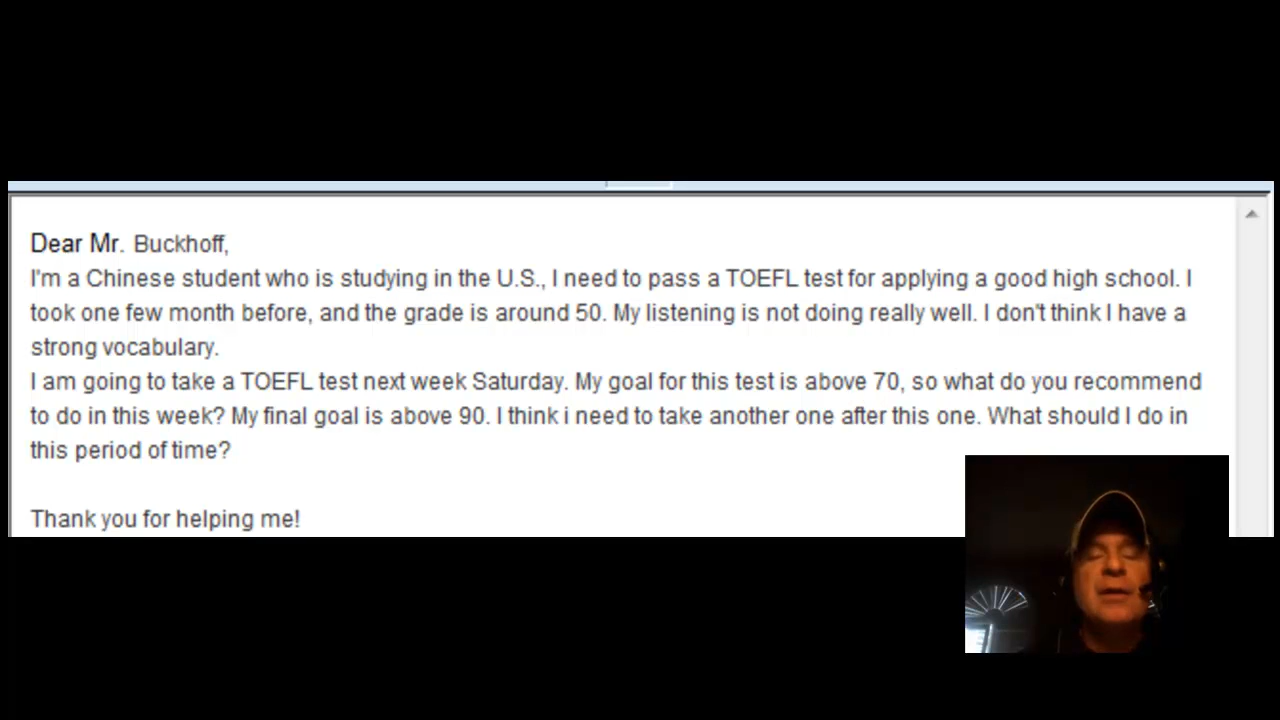 Dear Mr. Buckhoff,
I'm a Chinese student who is studying in the U.S., I need to pass a TOEFL test for applying a good high school. I
took one few month before, and the grade is around 50. My listening is not doing really well. I don't think I have a
strong vocabulary.
I am going to take a TOEFL test next week Saturday. My goal for this test is above 70, so what do you recommend
to do in this week? My final goal is above 90. I think i need to take another one after this one. What should I do in
this period of time?
Thank you for helping me!